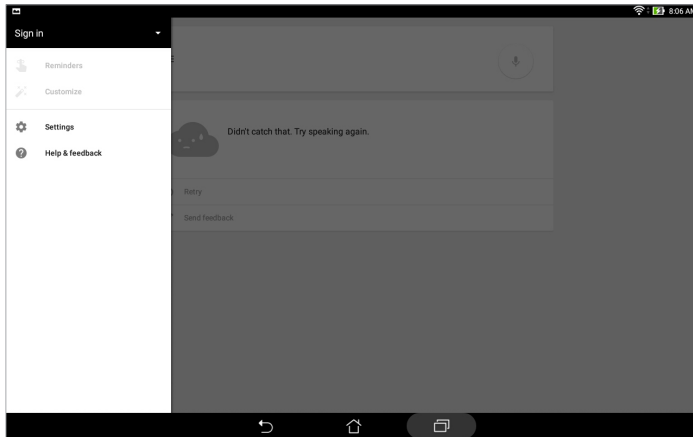 8:06 AM
Sign in
Reminders
Customize
Settings
Help & feedback
Didn't catch that. Try speaking again.
Retry
Send feedback